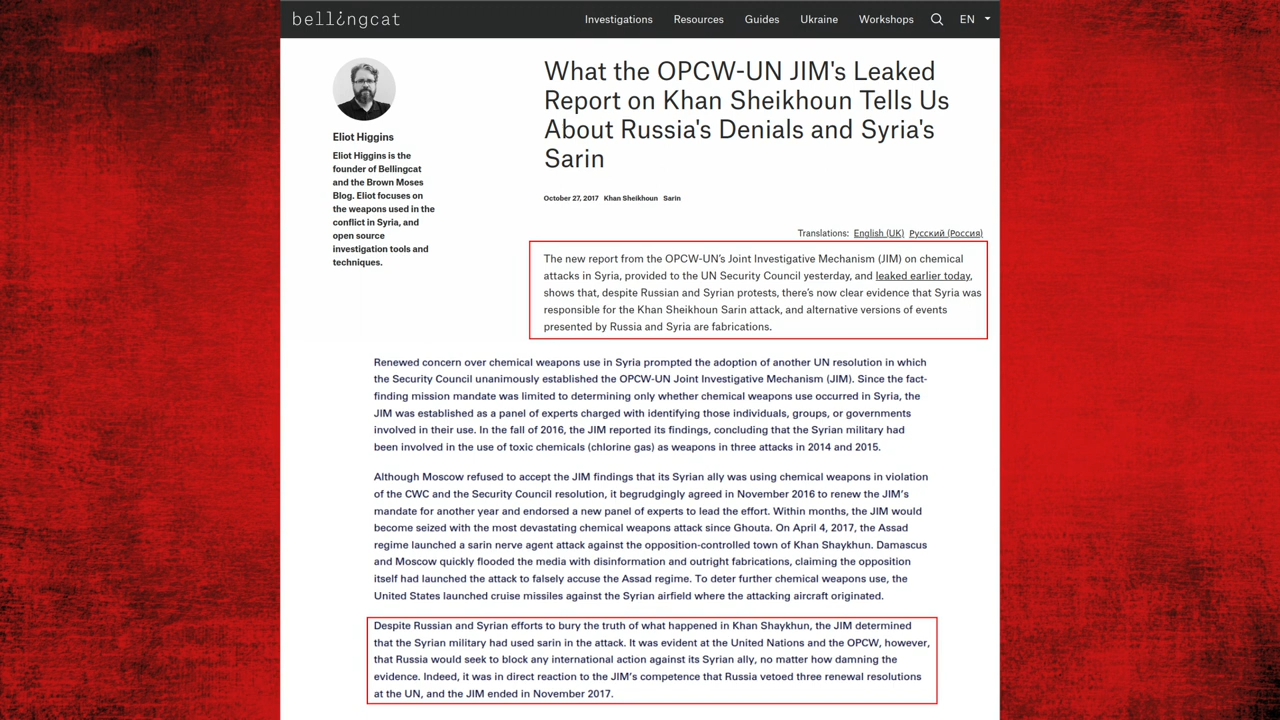 bellingcat
Investigations Resources Guides Ukraine Workshops EN
Eliot Higgins
Eliot Higgins is the
founder of Bellingcat
and the Brown Moses
Blog. Eliot focuses on
the weapons used in the
conflict in Syria, and
open source
investigation tools and
techniques.
What the OPCW-UN JIM's Leaked
Report on Khan Sheikhoun Tells Us
About Russia's Denials and Syria's
Sarin
October 27, 2017 Khan Sheikhoun Sarin
Translations: English (UK) Русский (Россия)
The new report from the OPCW-UN’s Joint Investigative Mechanism (JIM) on chemical
attacks in Syria, provided to the UN Security Council yesterday, and leaked earlier today,
shows that, despite Russian and Syrian protests, there’s now clear evidence that Syria was
responsible for the Khan Sheikhoun Sarin attack, and alternative versions of events
presented by Russia and Syria are fabrications.
Renewed concern over chemical weapons use in Syria prompted the adoption of another UN resolution in which
the Security Council unanimously established the OPCW-UN Joint Investigative Mechanism (JIM). Since the fact-
finding mission mandate was limited to determining only whether chemical weapons use occurred in Syria, the
JIM was established as a panel of experts charged with identifying those individuals, groups, or governments
involved in their use. In the fall of 2016, the JIM reported its findings, concluding that the Syrian military had
been involved in the use of toxic chemicals (chlorine gas) as weapons in three attacks in 2014 and 2015.
Although Moscow refused to accept the JIM findings that its Syrian ally was using chemical weapons in violation
of the CWC and the Security Council resolution, it begrudgingly agreed in November 2016 to renew the JIM’s
mandate for another year and endorsed a new panel of experts to lead the effort. Within months, the JIM would
become seized with the most devastating chemical weapons attack since Ghouta. On April 4, 2017, the Assad
regime launched a sarin nerve agent attack against the opposition-controlled town of Khan Shaykhun. Damascus
and Moscow quickly flooded the media with disinformation and outright fabrications, claiming the opposition
itself had launched the attack to falsely accuse the Assad regime. To deter further chemical weapons use, the
United States launched cruise missiles against the Syrian airfield where the attacking aircraft originated.
Despite Russian and Syrian efforts to bury the truth of what happened in Khan Shaykhun, the JIM determined
that the Syrian military had used sarin in the attack. It was evident at the United Nations and the OPCW, however,
that Russia would seek to block any international action against its Syrian ally, no matter how damning the
evidence. Indeed, it was in direct reaction to the JIM’s competence that Russia vetoed three renewal resolutions
at the UN, and the JIM ended in November 2017.